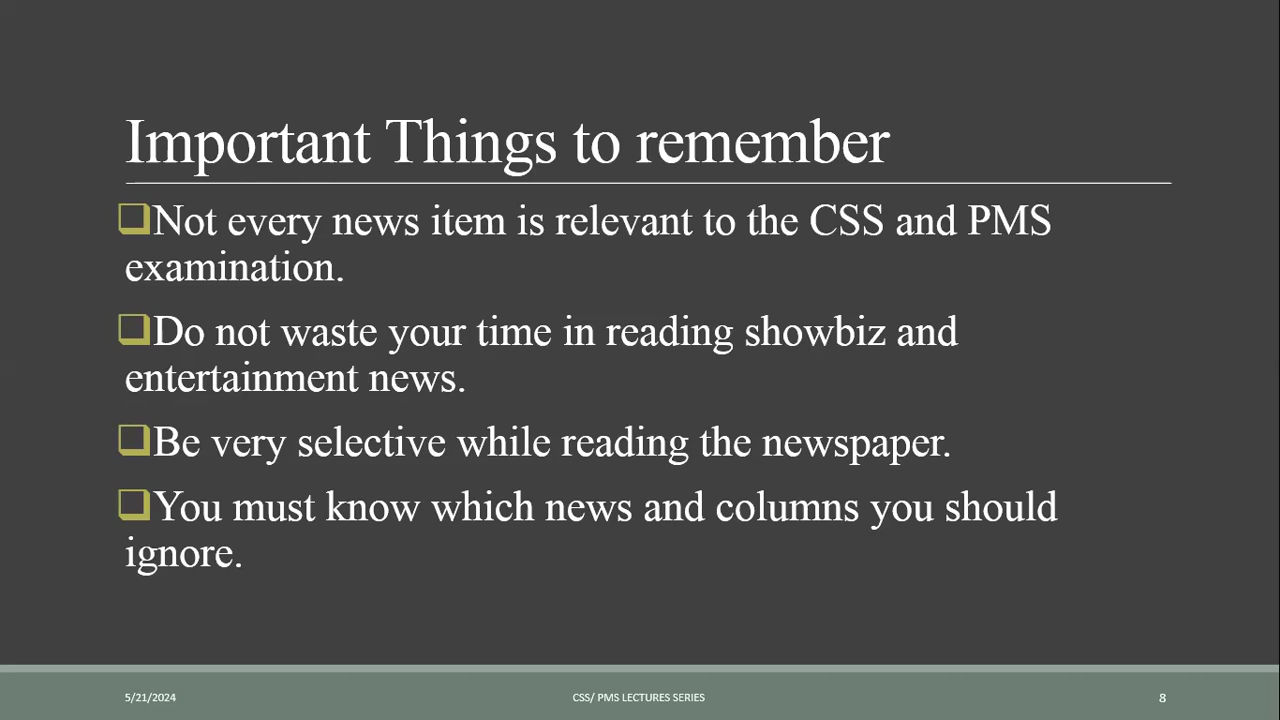 Important Things to remember
❑Not every news item is relevant to the CSS and PMS
examination.
❑Do not waste your time in reading showbiz and
entertainment news.
❑Be very selective while reading the newspaper.
❑You must know which news and columns you should
ignore.
5/21/2024
CSS/ PMS LECTURES SERIES
8